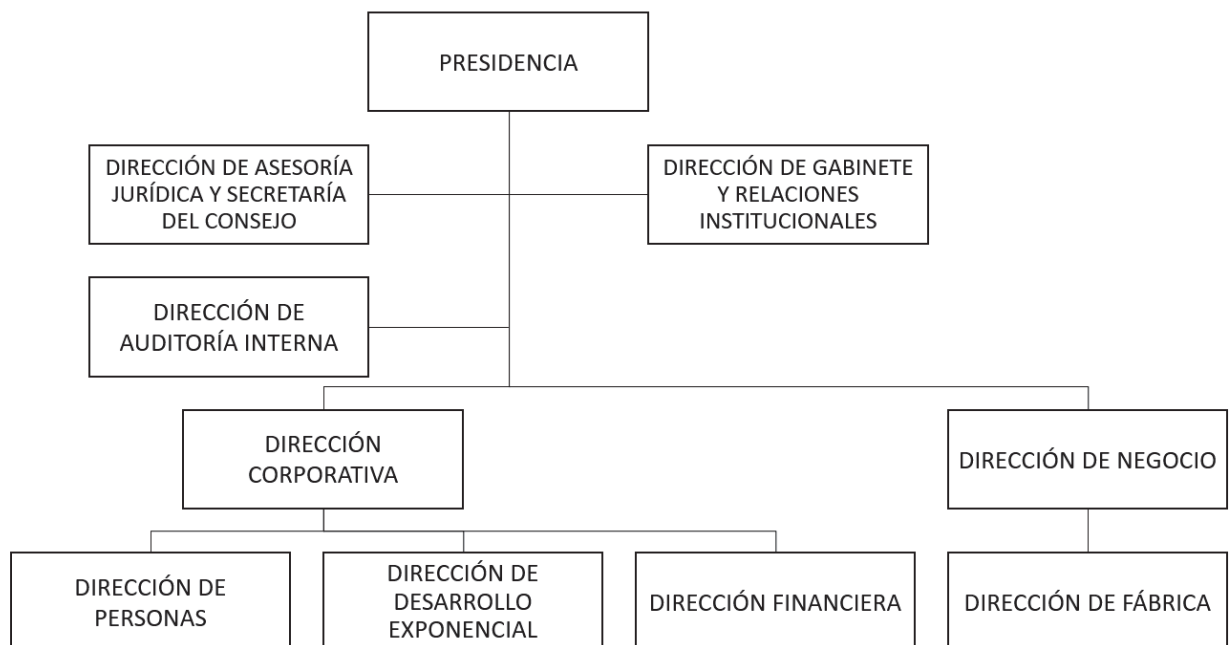 PRESIDENCIA
DIRECCIÓN DE ASESORÍA
JURÍDICA Y SECRETARÍA
DEL CONSEJO
DIRECCIÓN DE GABINETE
Y RELACIONES
INSTITUCIONALES
DIRECCIÓN DE
AUDITORÍA INTERNA
DIRECCIÓN
CORPORATIVA
DIRECCIÓN DE NEGOCIO
DIRECCIÓN DE
PERSONAS
DIRECCIÓN DE
DESARROLLO
EXPONENCIAL
DIRECCIÓN FINANCIERA
DIRECCIÓN DE FÁBRICA